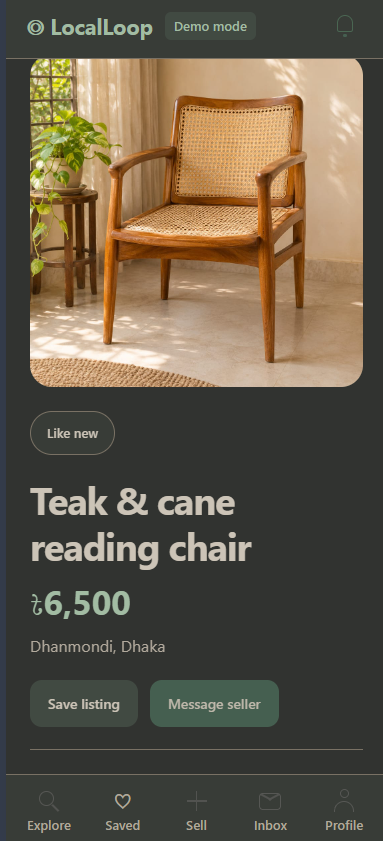 LocalLoop
Demo mode
Like new
Teak & cane
reading chair
৳6,500
Dhanmondi, Dhaka
Save listing
Message seller
Explore
Saved
Sell
Inbox
Profile